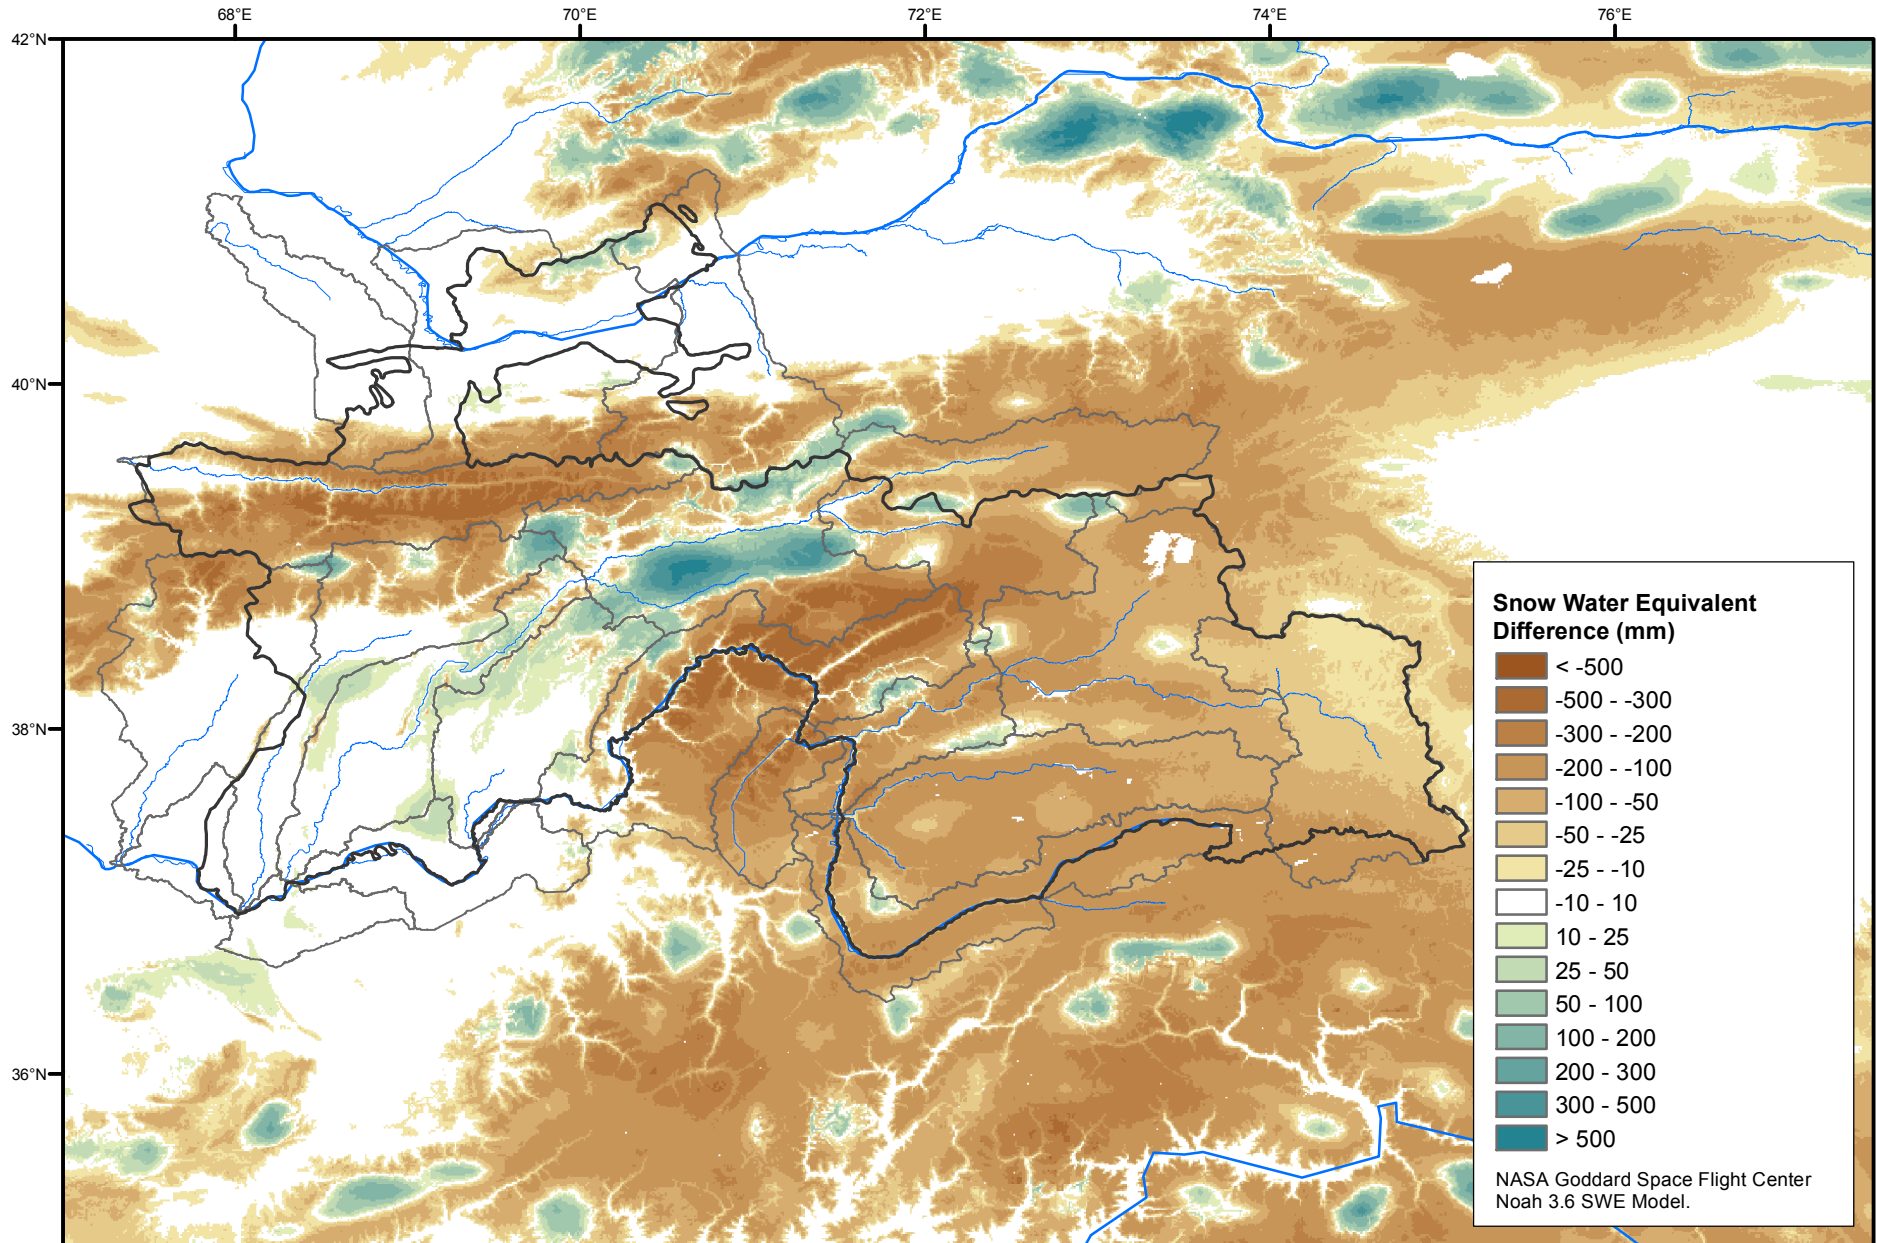 68°E
70°E
72°E
74°E
76°E
42°N
40°N
38°N
36°N
Snow Water Equivalent
Difference (mm)
< -500
-500 - -300
-300 - -200
-200 - -100
-100 - -50
-50 - -25
-25 - -10
-10 - 10
10 - 25
25 - 50
50 - 100
100 - 200
200 - 300
300 - 500
> 500
NASA Goddard Space Flight Center
Noah 3.6 SWE Model.